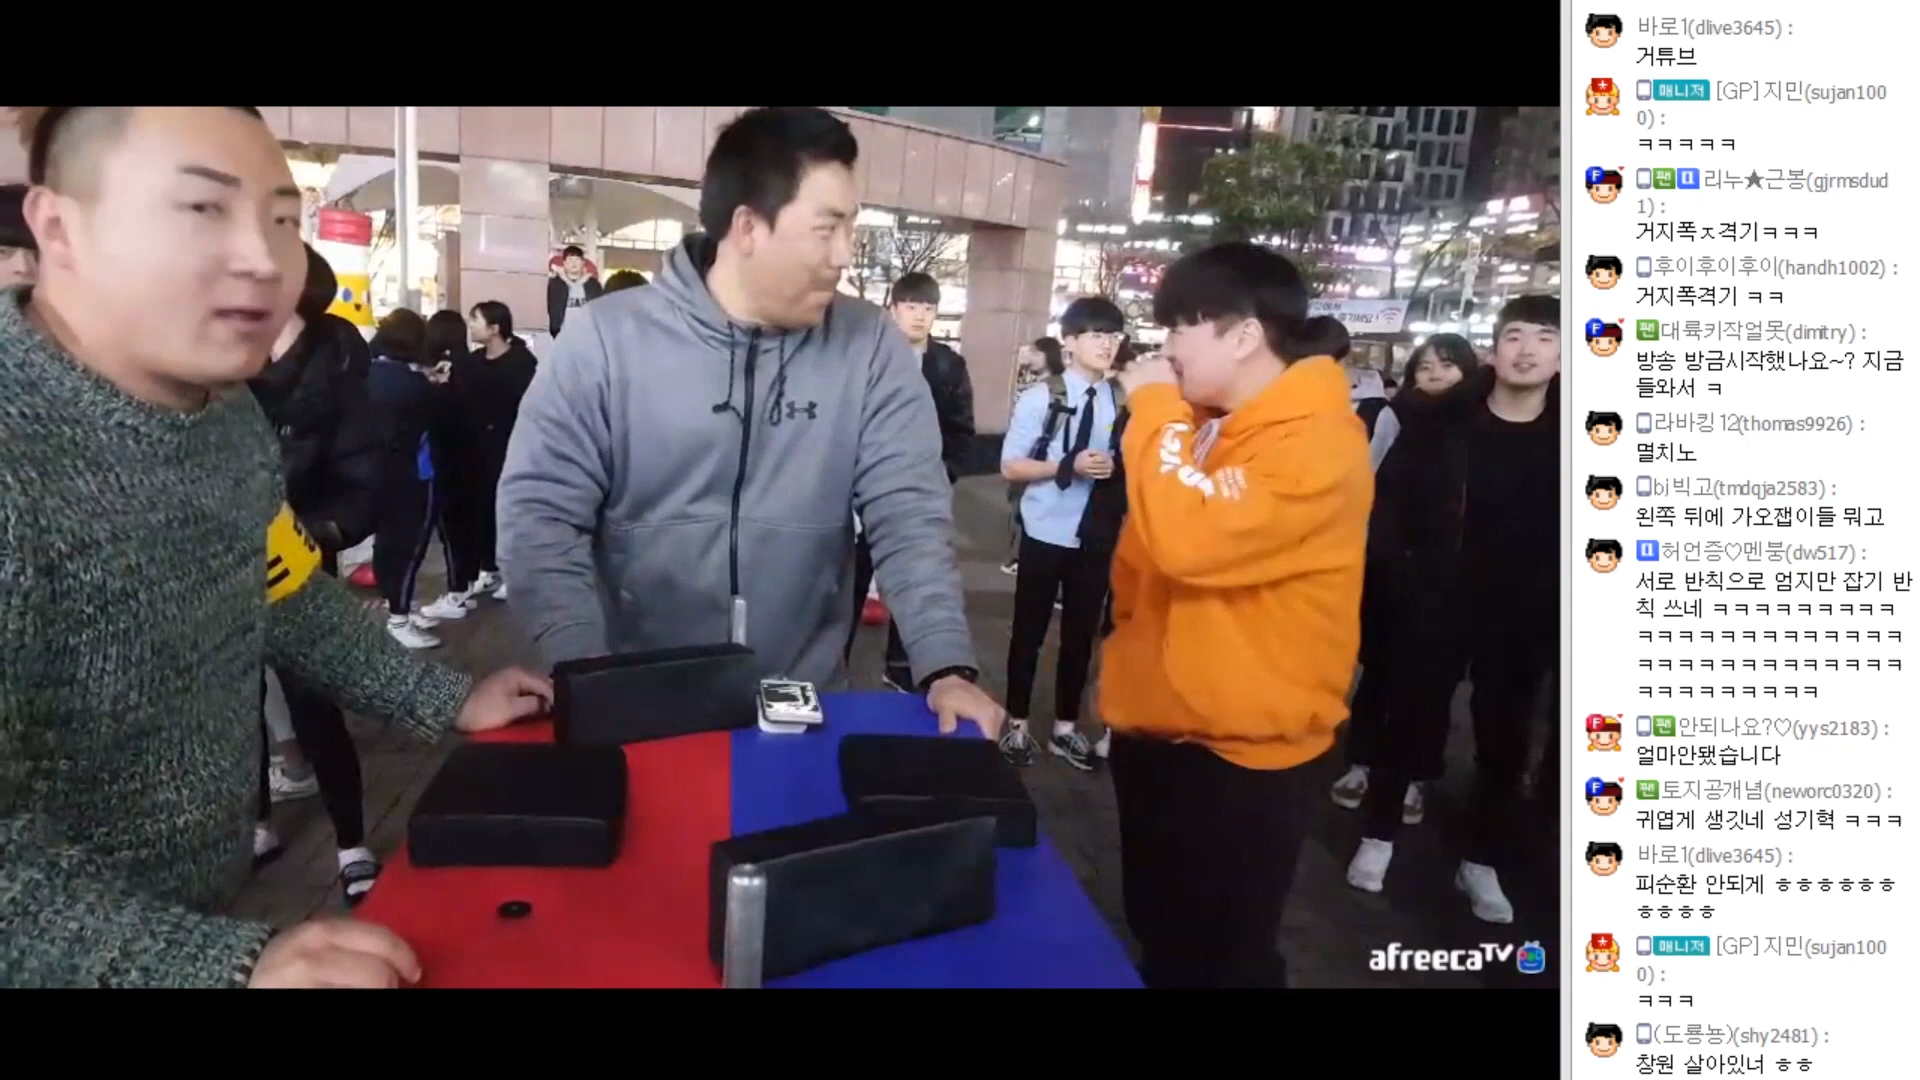 바로1(dlive3645) :
거튜브
매니저 [GP]지민(sujan100
0) :
ㅋㅋㅋㅋㅋ
팬 리누★근봉(gjrmsdud
1) :
거지폭ㅈ격기ㅋㅋㅋ
후이후이후이(handh1002) :
거지폭격기 ㅋㅋ
팬 대륙키작얼못(dimitry) :
방송 방금시작했나요~? 지금
들와서 ㅋ
라바킹12(thomas9926) :
멸치노
bj빅고(tmdqja2583) :
왼쪽 뒤에 가오잽이들 뭐고
허언증♡멘붕(dw517) :
서로 반칙으로 엄지만 잡기 반
칙 쓰네 ㅋㅋㅋㅋㅋㅋㅋㅋㅋ
ㅋㅋㅋㅋㅋㅋㅋㅋㅋㅋㅋㅋㅋ
ㅋㅋㅋㅋㅋㅋㅋㅋㅋㅋㅋㅋㅋ
ㅋㅋㅋㅋㅋㅋㅋㅋㅋ
팬 안되나요?♡(yys2183) :
얼마안됐습니다
팬 토지공개념(neworc0320) :
귀엽게 생깃네 성기혁 ㅋㅋㅋ
바로1(dlive3645) :
피순환 안되게 ㅎㅎㅎㅎㅎㅎ
ㅎㅎㅎㅎ
매니저 [GP]지민(sujan100
0) :
ㅋㅋㅋ
(도롱뇽)(shy2481) :
창원 살아있너 ㅎㅎ
afreecaTV